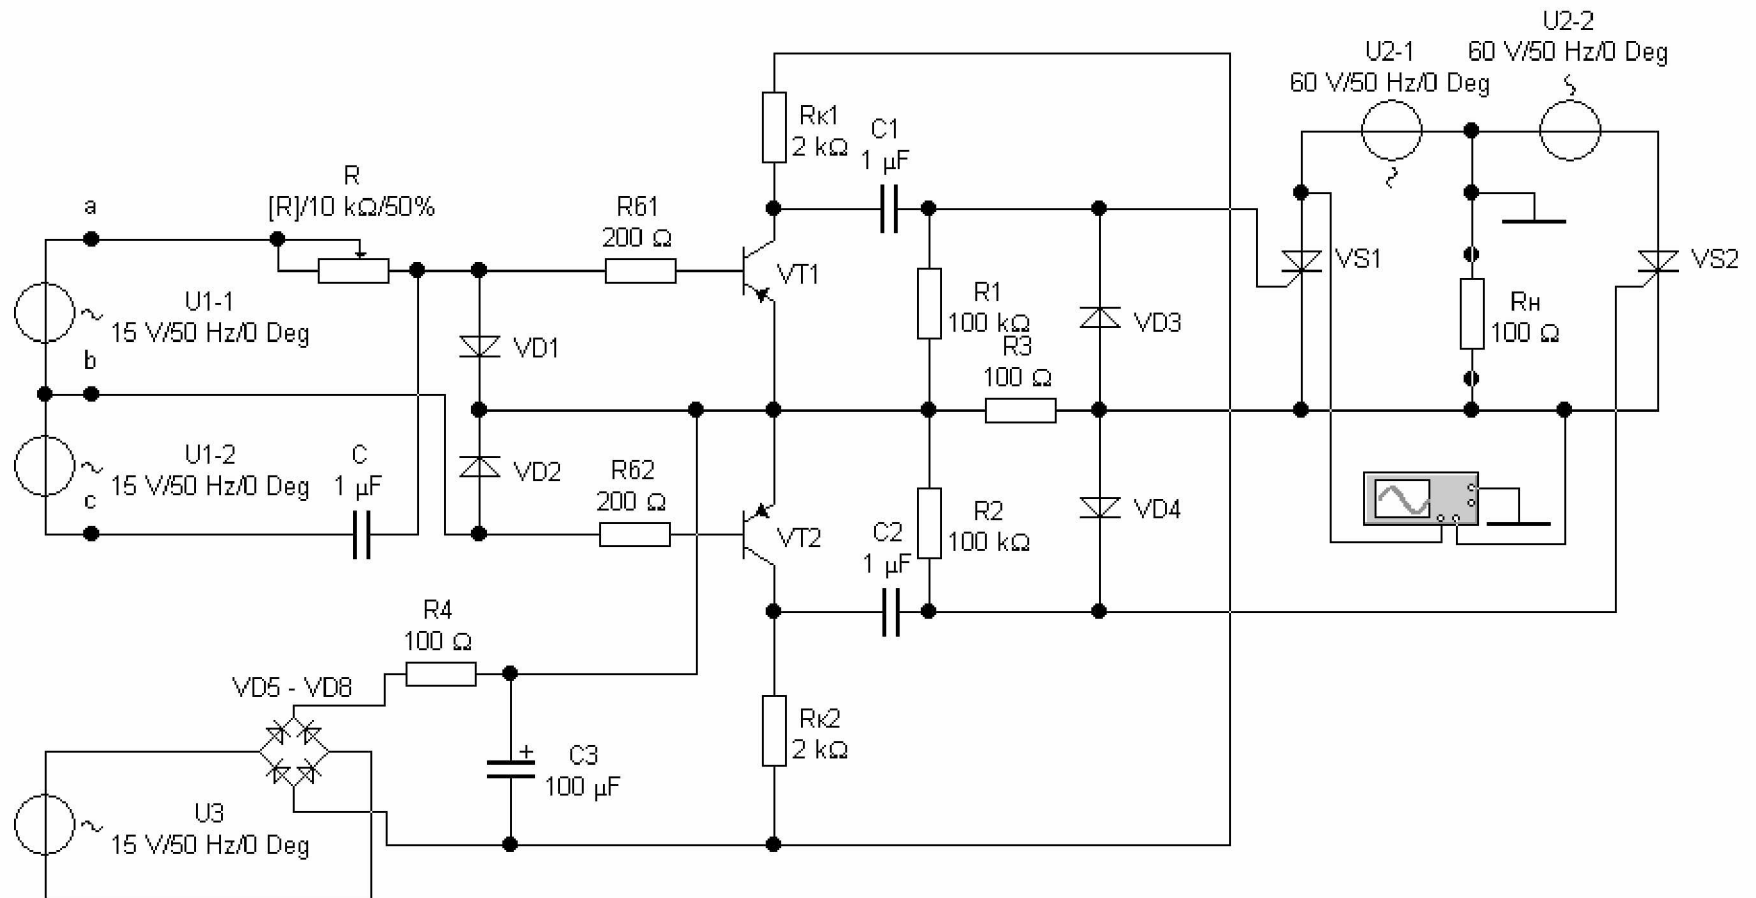 U2-2
60 V/50 Hz/0 Deg
U2-1
60 V/50 Hz/0 Deg
Rк1
2 kΩ
C1
1 µF
R
[R]/10 kΩ/50%
a
Rб1
200 Ω
VT1
VS1
VS2
U1-1
15 V/50 Hz/0 Deg
R1
100 kΩ
VD3
Rн
100 Ω
VD1
b
R3
100 Ω
U1-2
15 V/50 Hz/0 Deg
c
C
1 µF
VD2
Rб2
200 Ω
VT2
C2
1 µF
R2
100 kΩ
VD4
R4
100 Ω
VD5 - VD8
+
C3
100 µF
Rк2
2 kΩ
U3
15 V/50 Hz/0 Deg